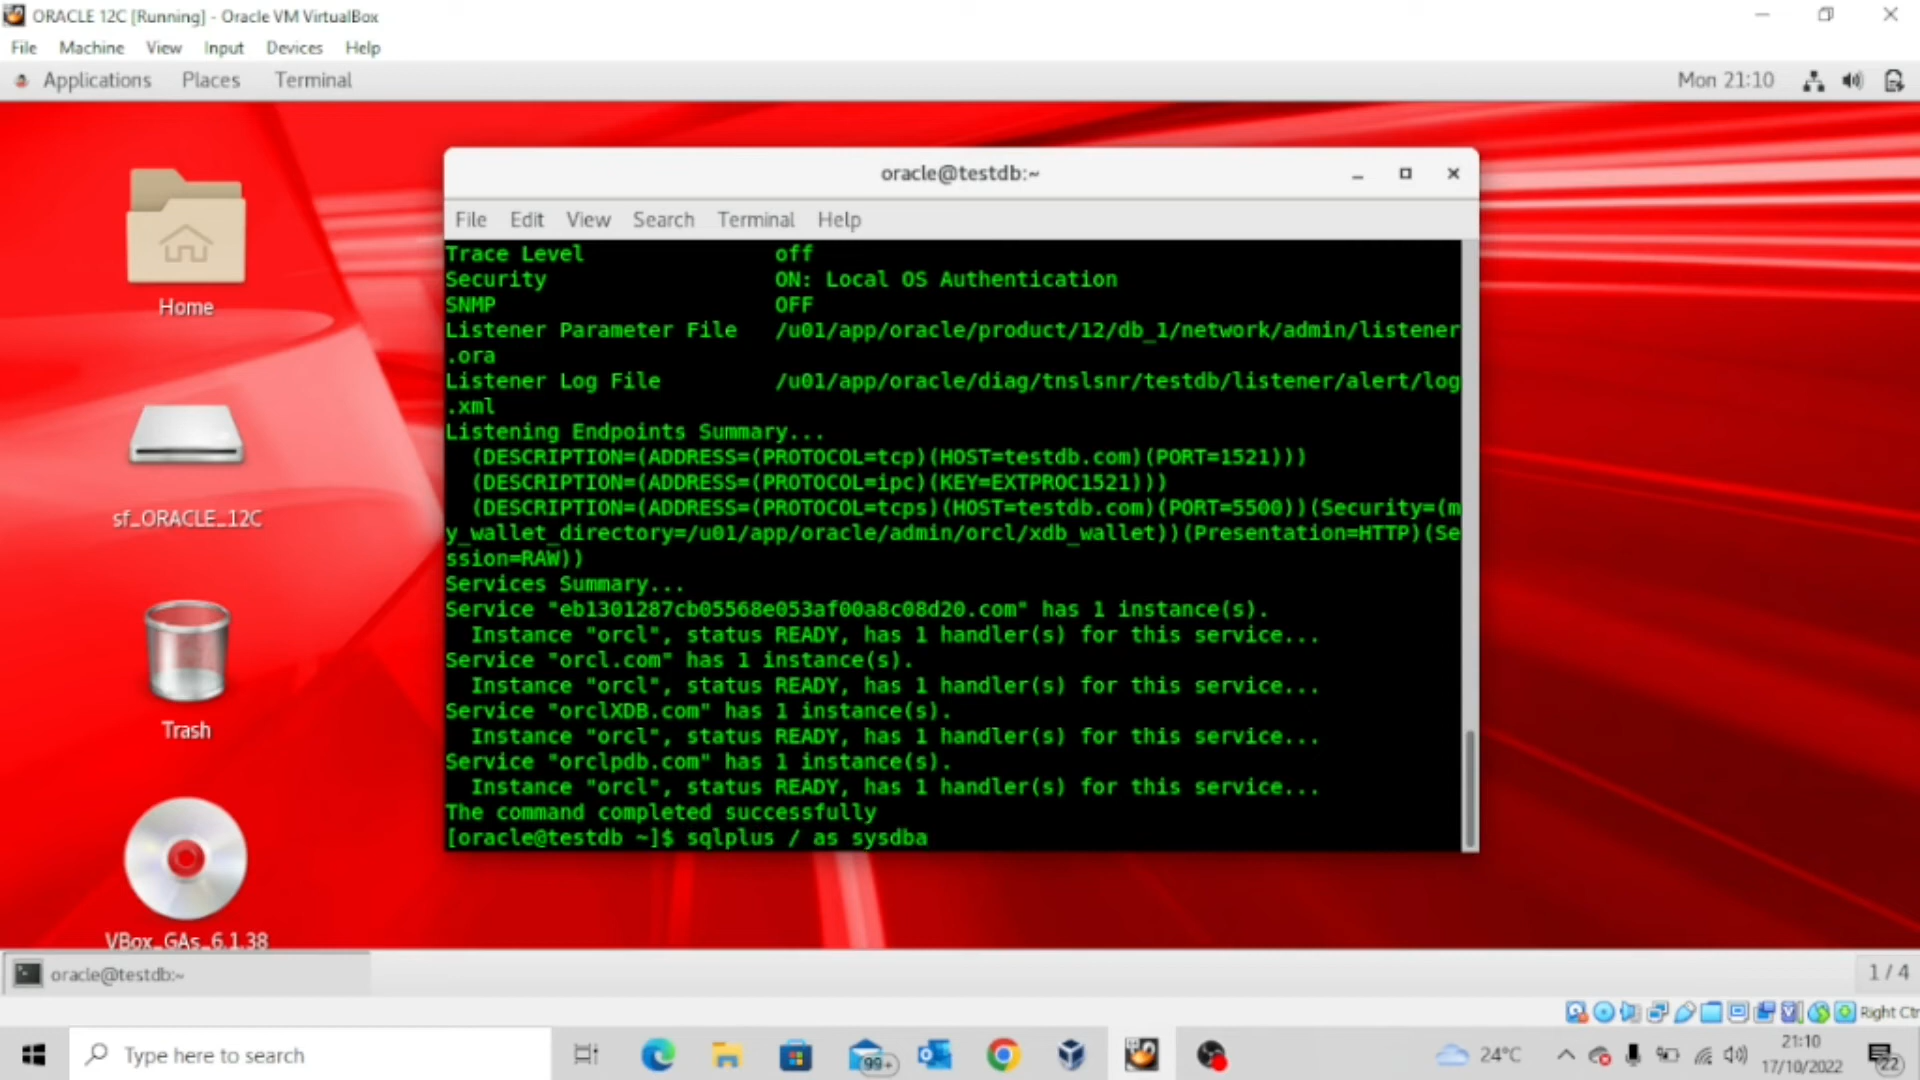 ORACLE 12C [Running] - Oracle VM VirtualBox
File Machine View Input Devices Help
Applications Places Terminal Mon 21:10
oracle@testdb:~
File Edit View Search Terminal Help
Trace Level off
Security ON: Local OS Authentication
SNMP OFF
Listener Parameter File /u01/app/oracle/product/12/db_1/network/admin/listener
.ora
Listener Log File /u01/app/oracle/diag/tnslsnr/testdb/listener/alert/log
.xml
Listening Endpoints Summary...
(DESCRIPTION=(ADDRESS=(PROTOCOL=tcp)(HOST=testdb.com)(PORT=1521)))
(DESCRIPTION=(ADDRESS=(PROTOCOL=ipc)(KEY=EXTPROC1521)))
(DESCRIPTION=(ADDRESS=(PROTOCOL=tcps)(HOST=testdb.com)(PORT=5500))(Security=(m
y_wallet_directory=/u01/app/oracle/admin/orcl/xdb_wallet))(Presentation=HTTP)(Se
ssion=RAW))
Services Summary...
Service "eb1301287cb05568e053af00a8c08d20.com" has 1 instance(s).
Instance "orcl", status READY, has 1 handler(s) for this service...
Service "orcl.com" has 1 instance(s).
Instance "orcl", status READY, has 1 handler(s) for this service...
Service "orclXDB.com" has 1 instance(s).
Instance "orcl", status READY, has 1 handler(s) for this service...
Service "orclpdb.com" has 1 instance(s).
Instance "orcl", status READY, has 1 handler(s) for this service...
The command completed successfully
[oracle@testdb ~]$ sqlplus / as sysdba
Home
sf_ORACLE_12C
Trash
VBox_GAs_6.1.38
oracle@testdb:~ 1 / 4
Right Ctr
Type here to search
99+
24°C
21:10
17/10/2022
22